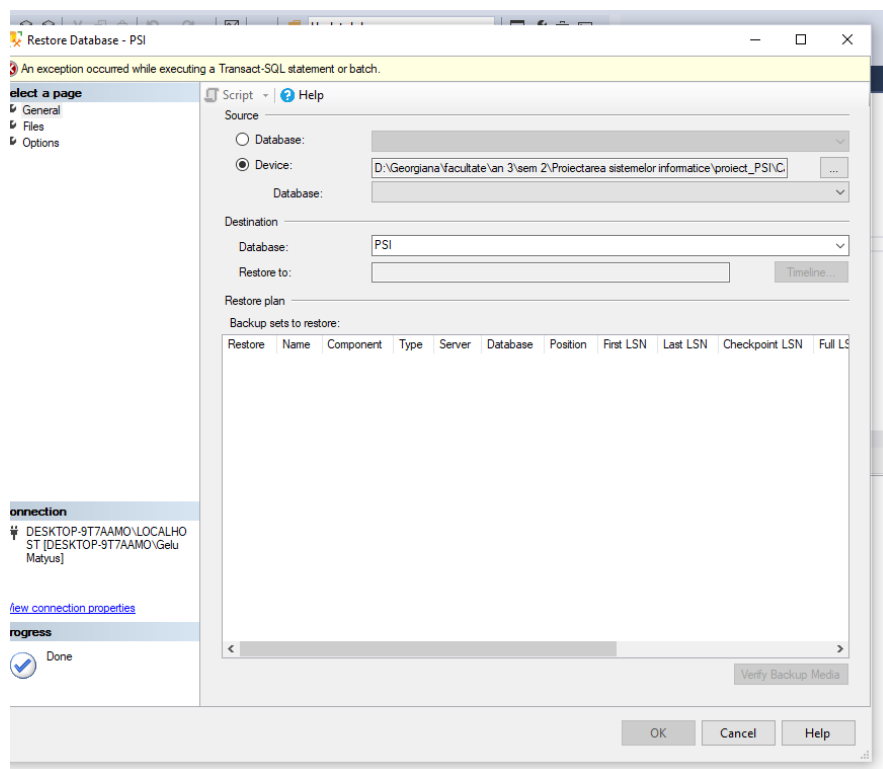 Restore Database - PSI
An exception occurred while executing a Transact-SQL statement or batch.
elect a page
General
Files
Options
Script
Help
Source
Database:
Device:
D:\Georgiana\facultate\an 3\sem 2\Proiectarea sistemelor informatice\proiect_PSI\C
...
Database:
Destination
Database:
PSI
Restore to:
Timeline...
Restore plan
Backup sets to restore:
Restore Name Component Type Server Database Position First LSN Last LSN Checkpoint LSN Full LS
onnection
DESKTOP-9T7AAMO\LOCALHO
ST [DESKTOP-9T7AAMO\Gelu
Matyus]
View connection properties
rogress
Done
Verify Backup Media
OK
Cancel
Help